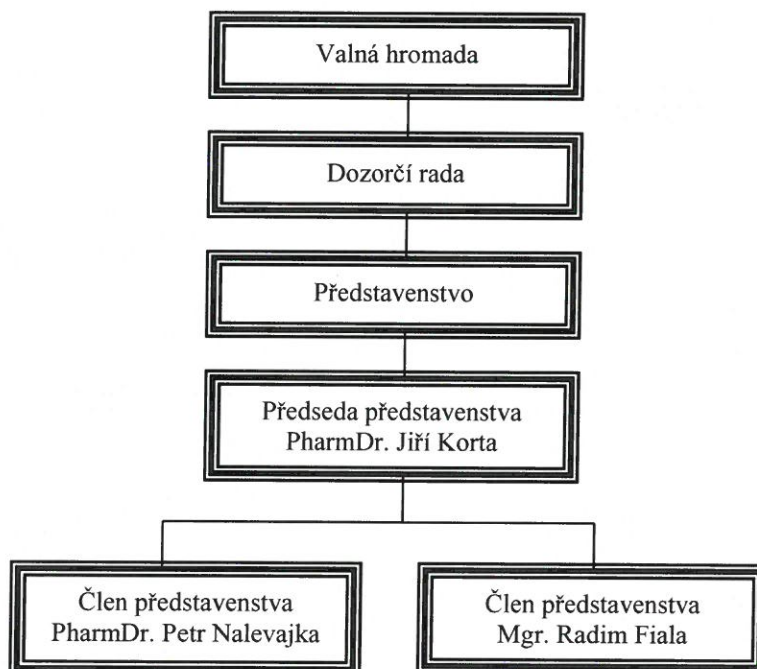 Valná hromada
Dozorčí rada
Představenstvo
Předseda představenstva
PharmDr. Jiří Korta
Člen představenstva
PharmDr. Petr Nalevajka
Člen představenstva
Mgr. Radim Fiala